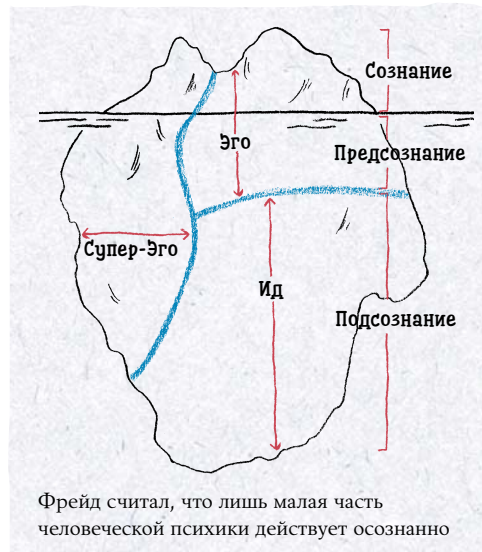 Сознание
Эго
Предсознание
Супер-Эго
Ид
Подсознание
Фрейд считал, что лишь малая часть
человеческой психики действует осознанно